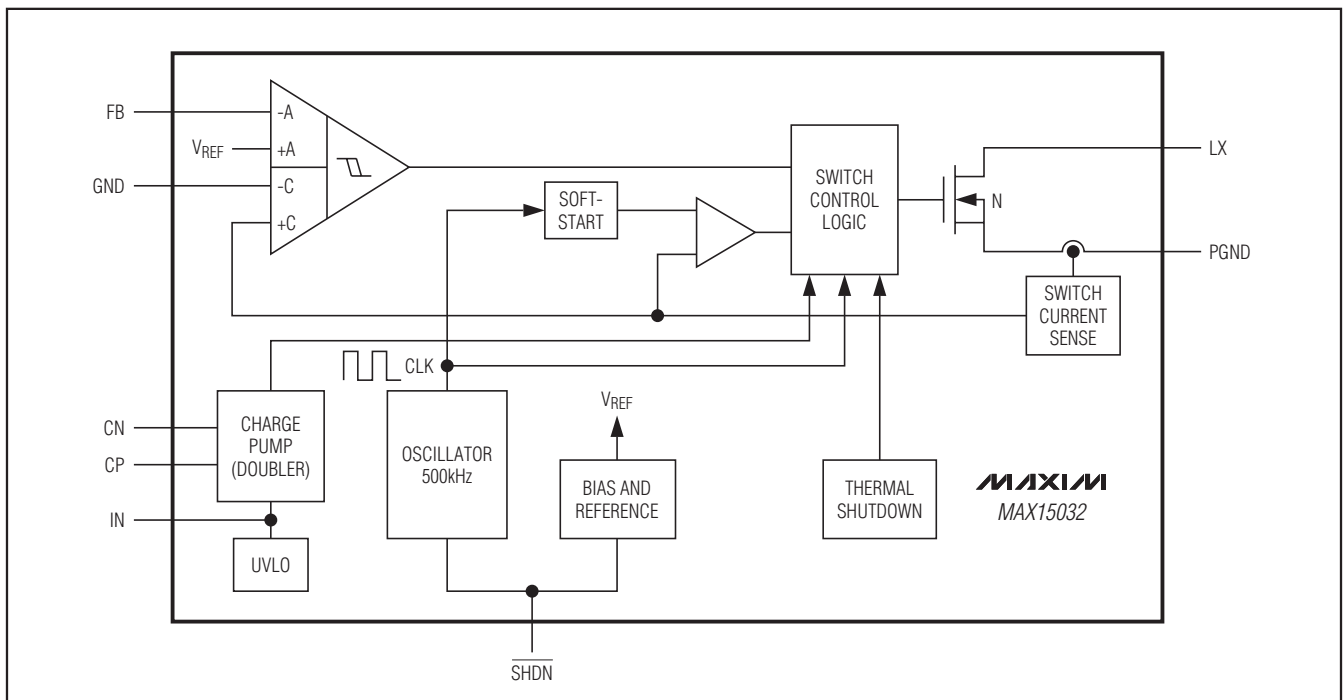 FB
-A
VREF
+A
GND
-C
+C
SOFT-
START
SWITCH
CONTROL
LOGIC
N
LX
PGND
SWITCH
CURRENT
SENSE
CLK
CN
CP
CHARGE
PUMP
(DOUBLER)
IN
UVLO
OSCILLATOR
500kHz
VREF
BIAS AND
REFERENCE
THERMAL
SHUTDOWN
MAXIM
MAX15032
SHDN